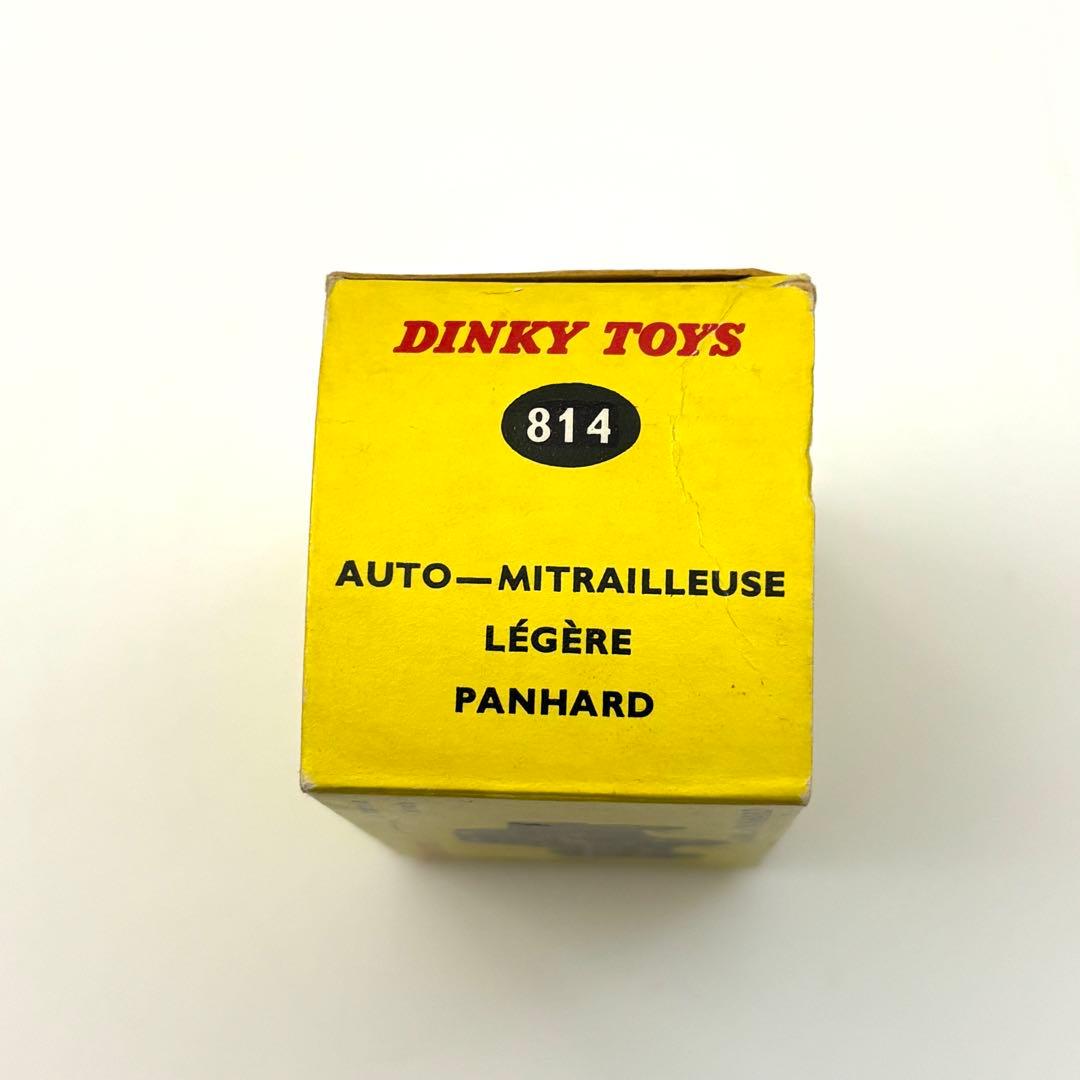 DINKY TOYS
814
AUTO—MITRAILLEUSE
LÉGÈRE
PANHARD